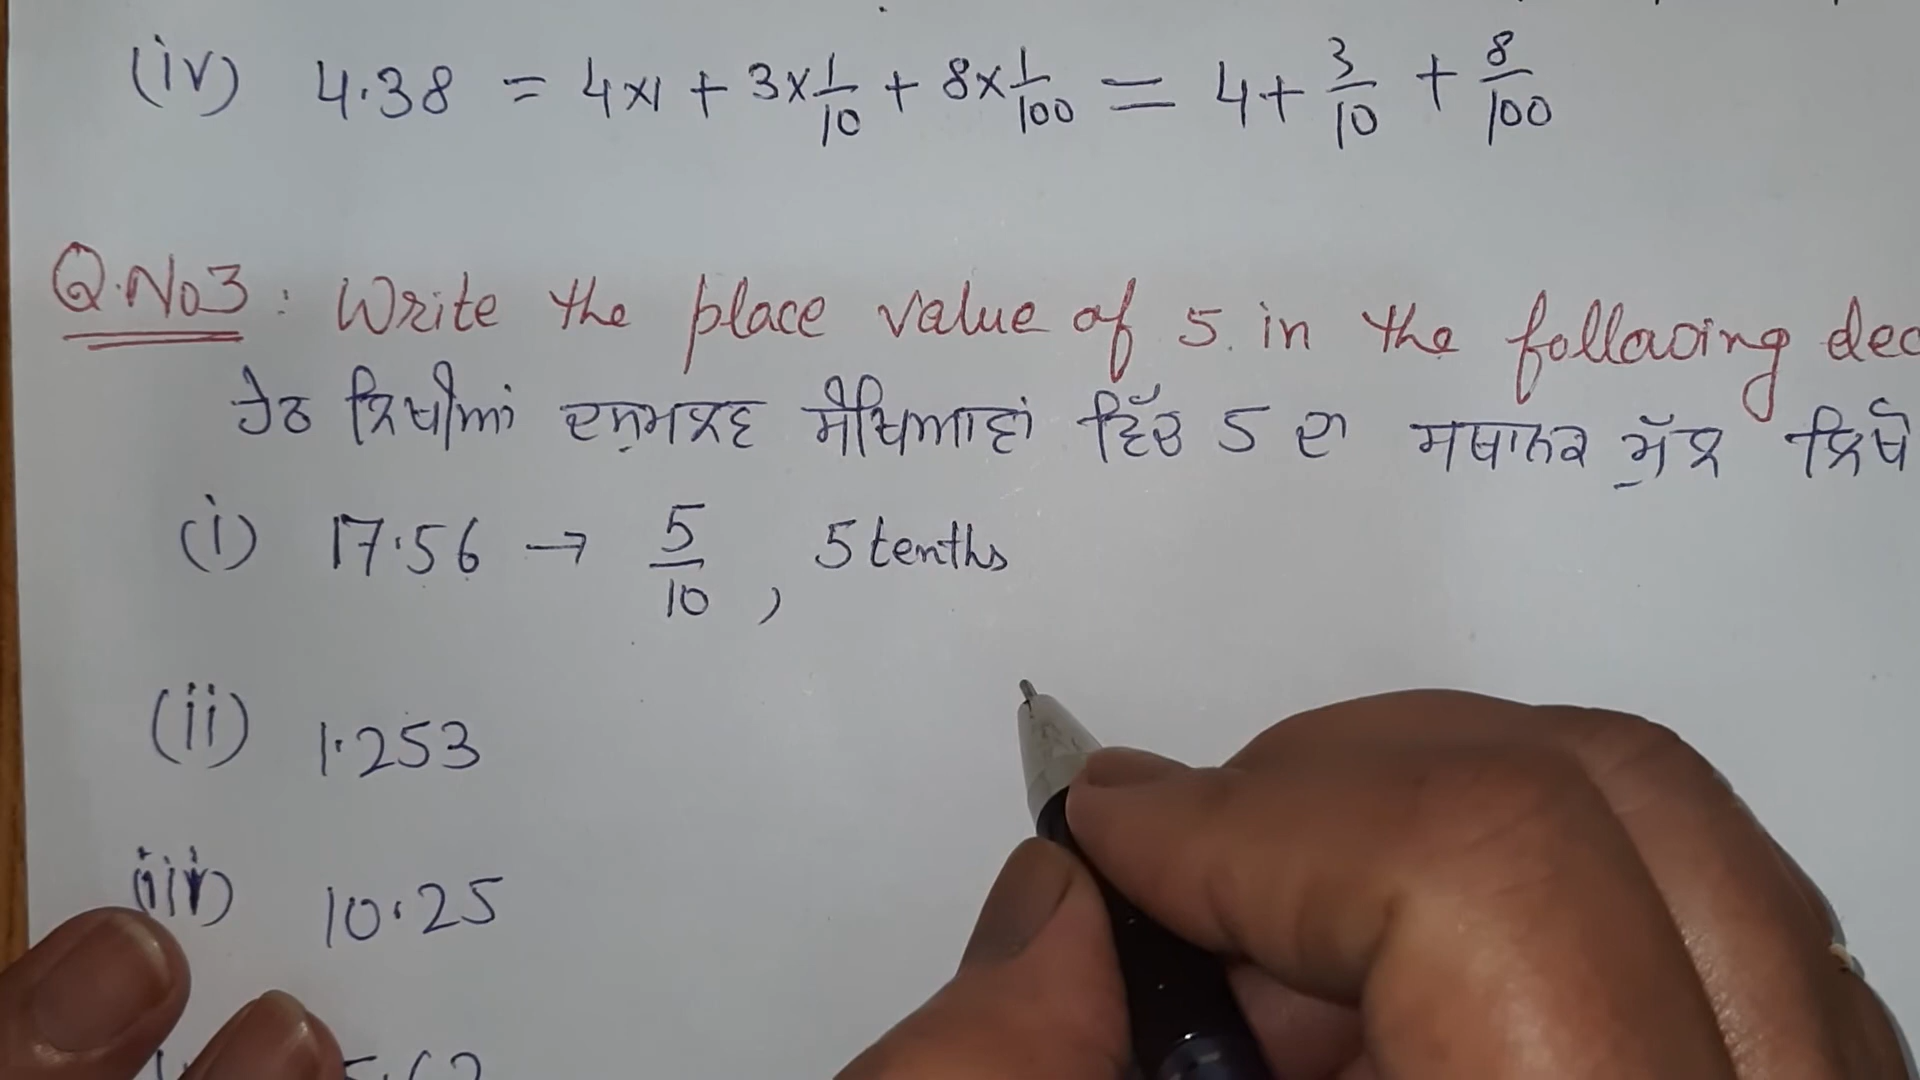 (iv) 4.38 = 4×1 + 3×1/10 + 8×1/100 = 4 + 3/10 + 8/100
Q.No3: Write the place value of 5 in the following dec
ਹੇਠ ਲਿਖੀਆਂ ਦਸ਼ਮਲਵ ਸੰਖਿਆਵਾਂ ਵਿੱਚ 5 ਦਾ ਸਥਾਨਕ ਮੁੱਲ ਲਿਖੋ
(i) 17.56 → 5/10 , 5 tenths
(ii) 1.253
(iii) 10.25